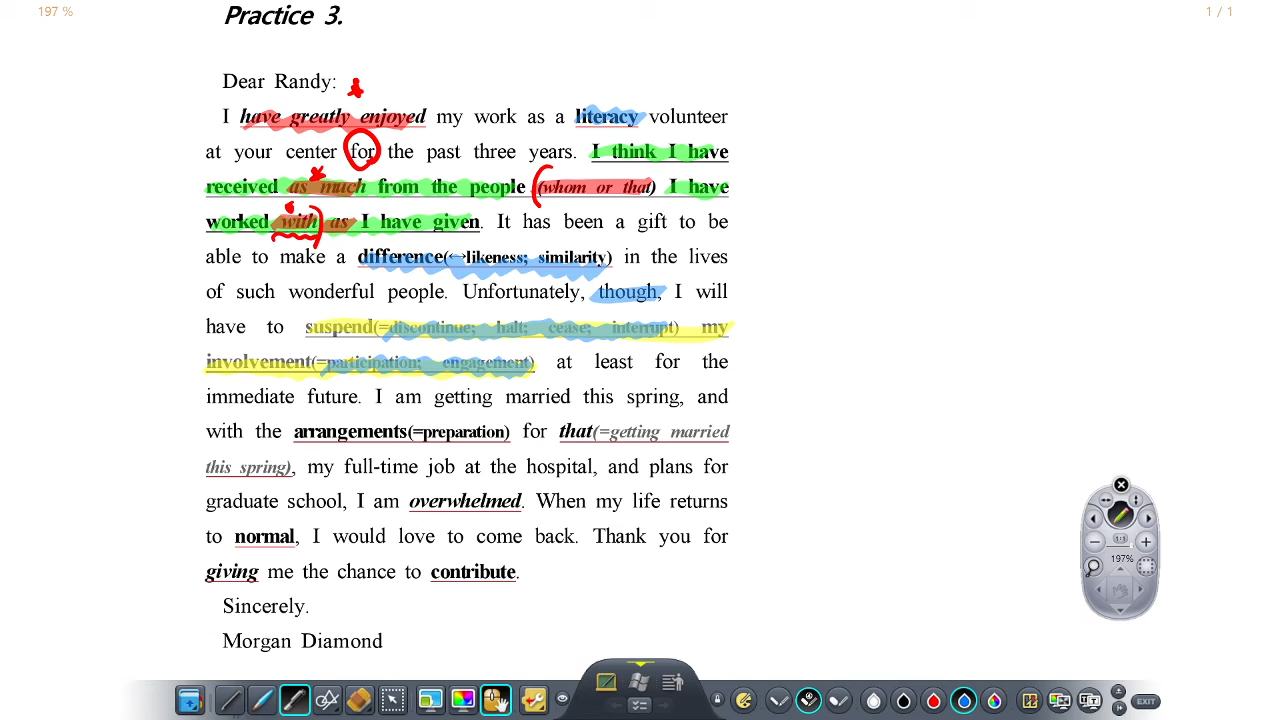 197 %
1 / 1
Practice 3.
Dear Randy:
I have greatly enjoyed my work as a literacy volunteer
at your center for the past three years. I think I have
received as much from the people (whom or that) I have
worked with as I have given. It has been a gift to be
able to make a difference(↔likeness; similarity) in the lives
of such wonderful people. Unfortunately, though, I will
have to suspend(=discontinue; halt; cease; interrupt) my
involvement(=participation; engagement) at least for the
immediate future. I am getting married this spring, and
with the arrangements(=preparation) for that(=getting married
this spring), my full-time job at the hospital, and plans for
graduate school, I am overwhelmed. When my life returns
to normal, I would love to come back. Thank you for
giving me the chance to contribute.
Sincerely.
Morgan Diamond
1:1
197%
EXIT